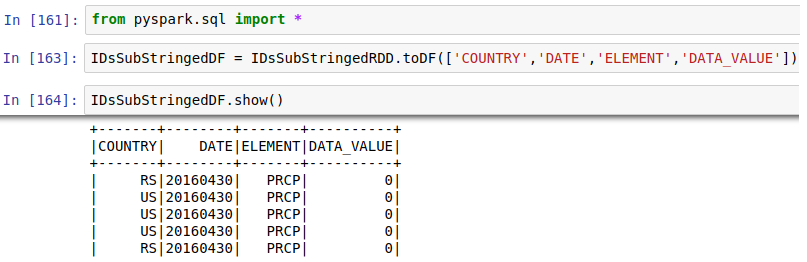 In [161]: from pyspark.sql import *
In [163]: IDsSubStringedDF = IDsSubStringedRDD.toDF(['COUNTRY','DATE','ELEMENT','DATA_VALUE'])
In [164]: IDsSubStringedDF.show()
+-------+--------+-------+----------+
|COUNTRY|    DATE|ELEMENT|DATA_VALUE|
+-------+--------+-------+----------+
|     RS|20160430|   PRCP|         0|
|     US|20160430|   PRCP|         0|
|     US|20160430|   PRCP|         0|
|     US|20160430|   PRCP|         0|
|     RS|20160430|   PRCP|         0|